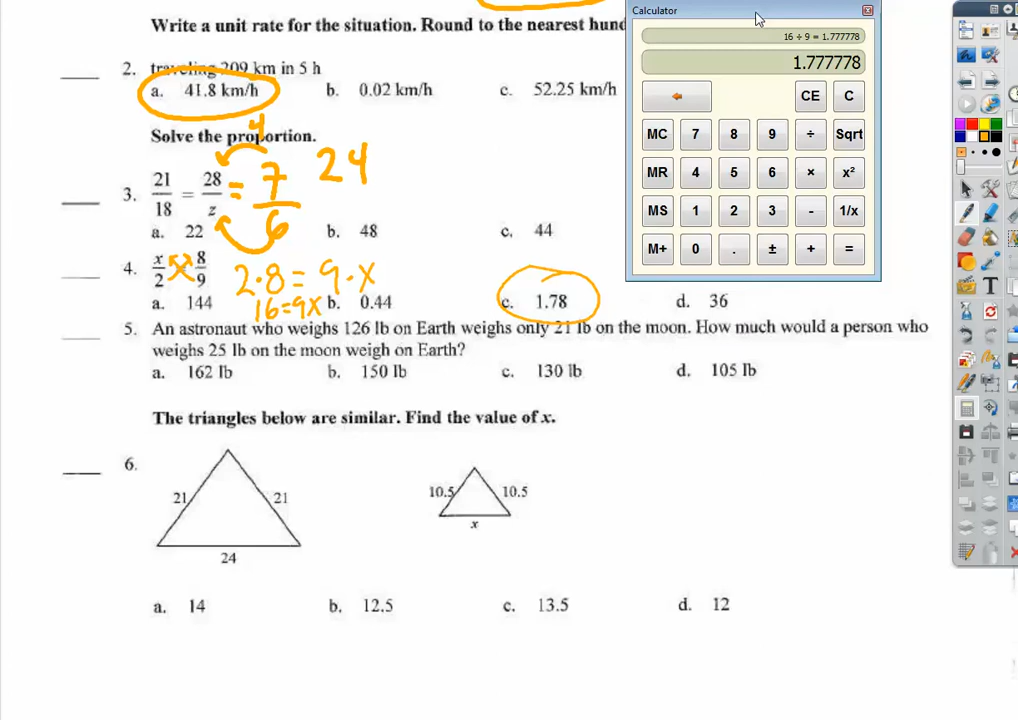 Write a unit rate for the situation. Round to the nearest hund
2. traveling 209 km in 5 h
a. 41.8 km/h b. 0.02 km/h c. 52.25 km/h
Solve the proportion.
4
3. 21/18 = 28/z = 7/6 24
a. 22 b. 48 c. 44
4. x/2 8/9 2·8=9·x
16=9x
a. 144 b. 0.44 c. 1.78 d. 36
5. An astronaut who weighs 126 lb on Earth weighs only 21 lb on the moon. How much would a person who
weighs 25 lb on the moon weigh on Earth?
a. 162 lb b. 150 lb c. 130 lb d. 105 lb
The triangles below are similar. Find the value of x.
6.
21 21 10.5 10.5
x
24
a. 14 b. 12.5 c. 13.5 d. 12
Calculator
16 ÷ 9 = 1.777778
1.777778
CE C
MC 7 8 9 ÷ Sqrt
MR 4 5 6 × x²
MS 1 2 3 - 1/x
M+ 0 . ± + =
T